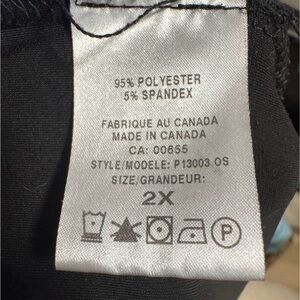 95% POLYESTER
5% SPANDEX
FABRIQUE AU CANADA
MADE IN CANADA
CA: 00655
STYLE/MODELE: P13003 OS
SIZE/GRANDEUR:
2X
P